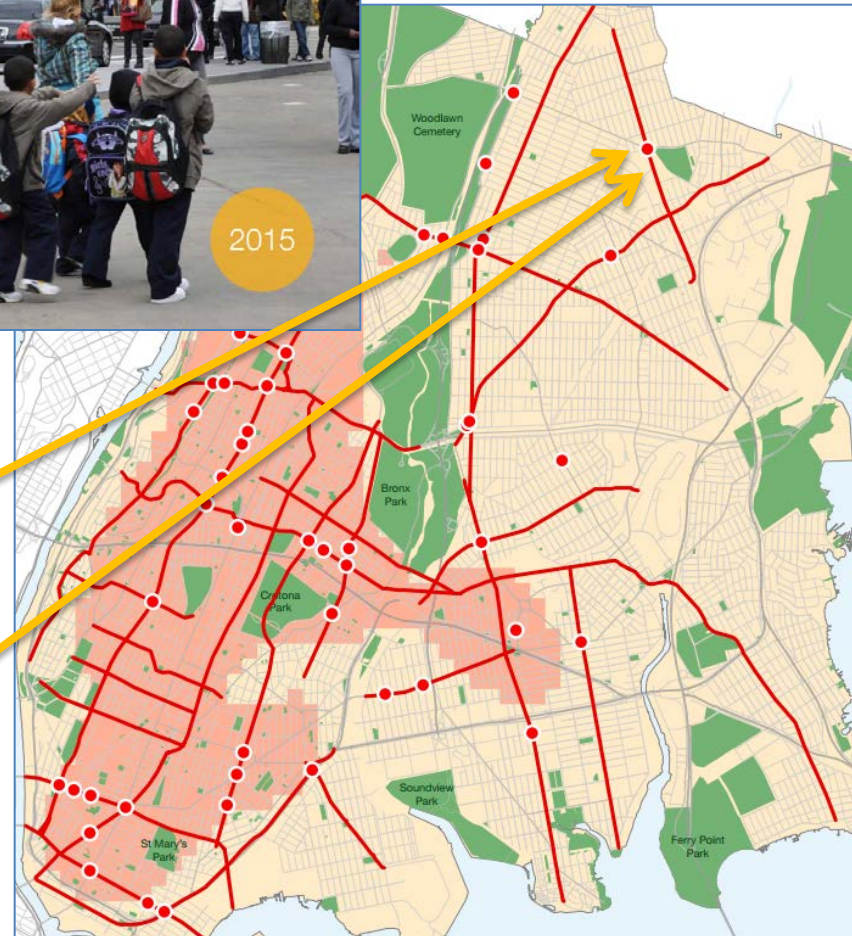 2015
Woodlawn
Cemetery
Bronx
Park
Crotona
Park
Soundview
Park
St Mary's
Park
Ferry Point
Park